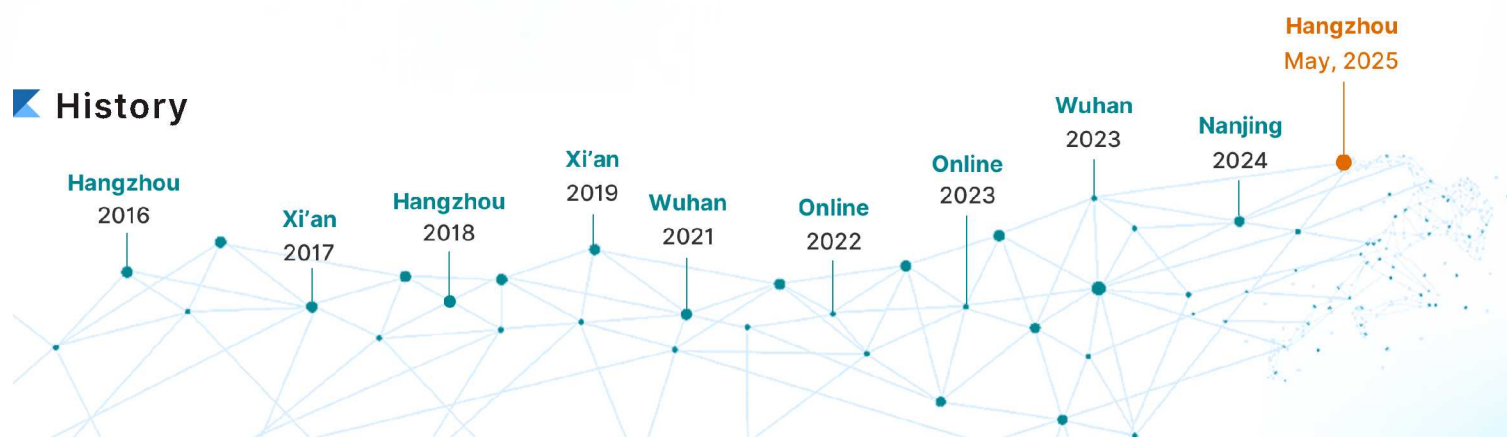 History
Hangzhou
2016
Xi’an
2017
Hangzhou
2018
Xi’an
2019
Wuhan
2021
Online
2022
Online
2023
Wuhan
2023
Nanjing
2024
Hangzhou
May, 2025